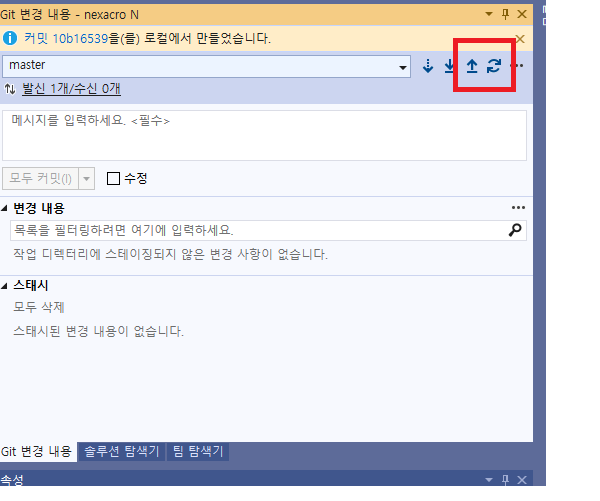 Git 변경 내용 - nexacro N
커밋 10b16539을(를) 로컬에서 만들었습니다.
master
발신 1개/수신 0개
메시지를 입력하세요. <필수>
모두 커밋(I)
수정
변경 내용
목록을 필터링하려면 여기에 입력하세요.
작업 디렉터리에 스테이징되지 않은 변경 사항이 없습니다.
스태시
모두 삭제
스태시된 변경 내용이 없습니다.
Git 변경 내용 솔루션 탐색기 팀 탐색기
속성